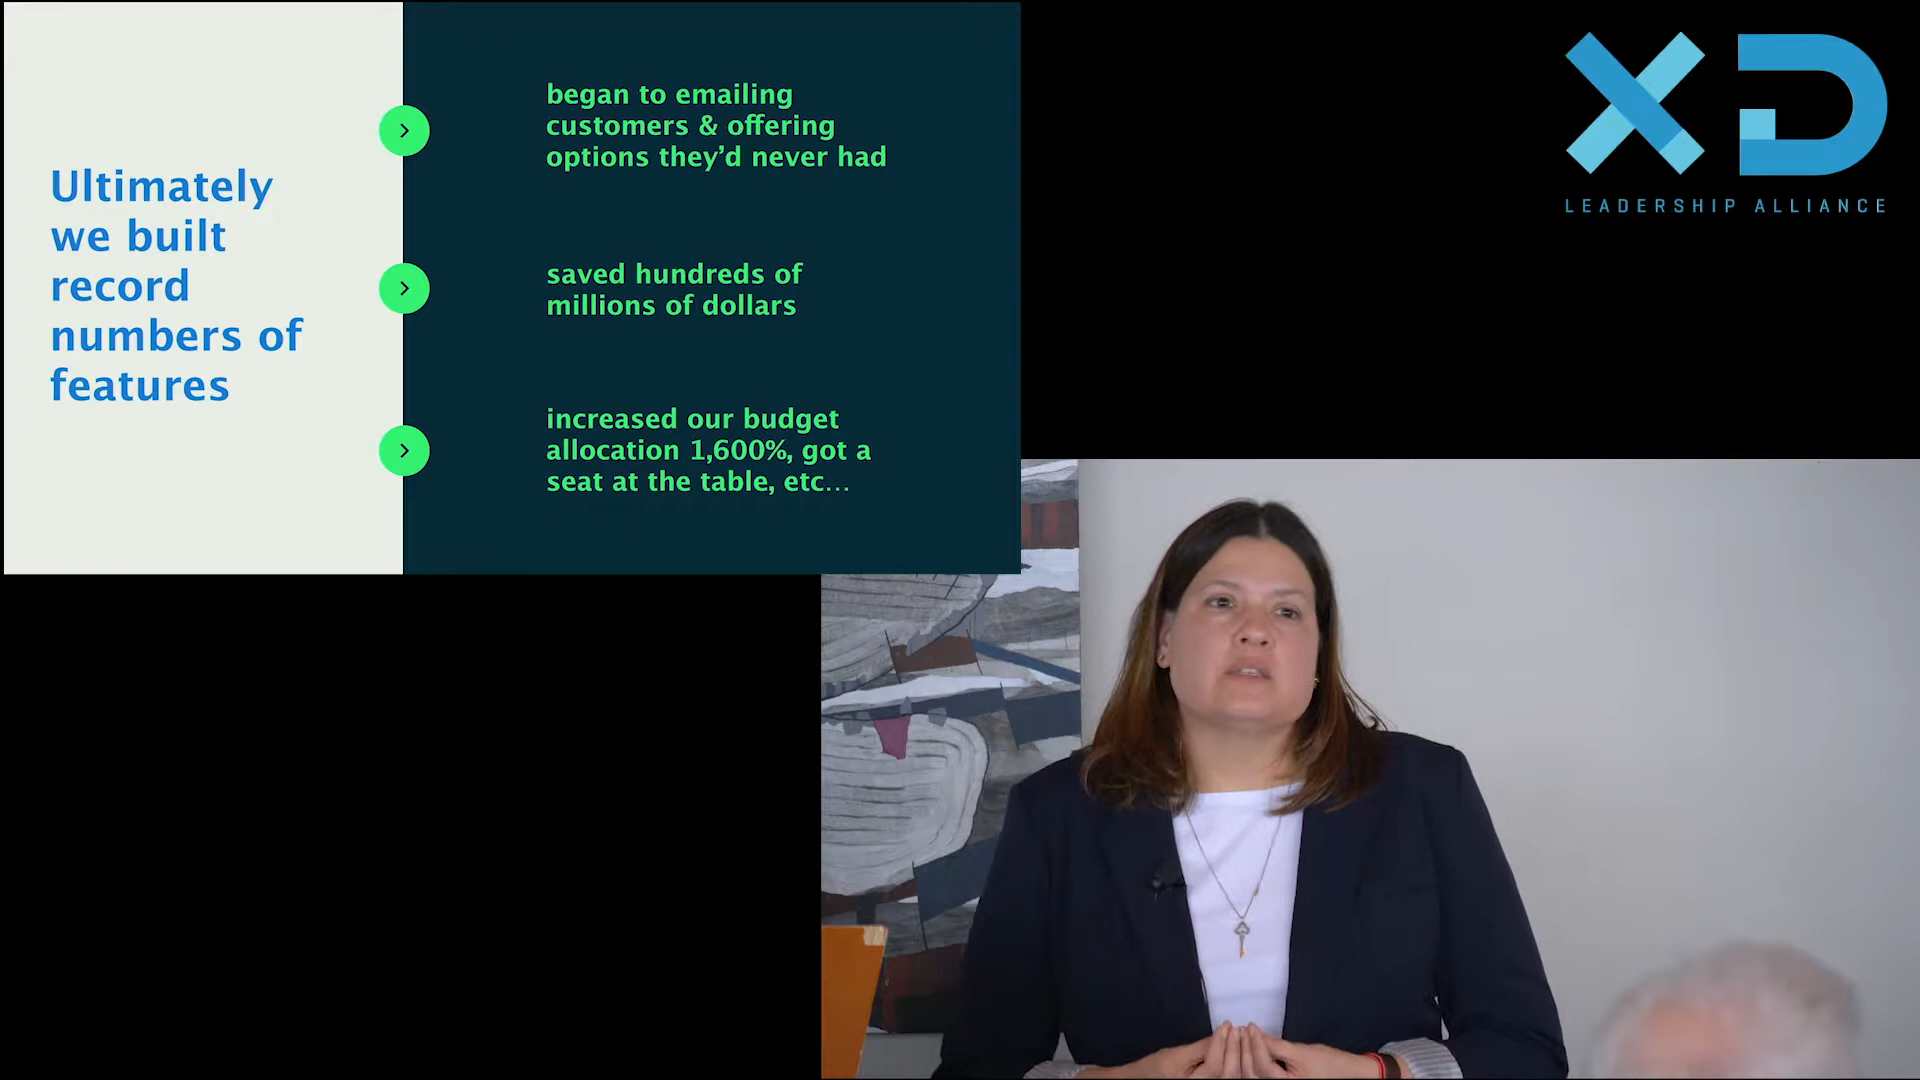 Ultimately
we built
record
numbers of
features
began to emailing
customers & offering
options they’d never had
saved hundreds of
millions of dollars
increased our budget
allocation 1,600%, got a
seat at the table, etc…
XD
LEADERSHIP ALLIANCE